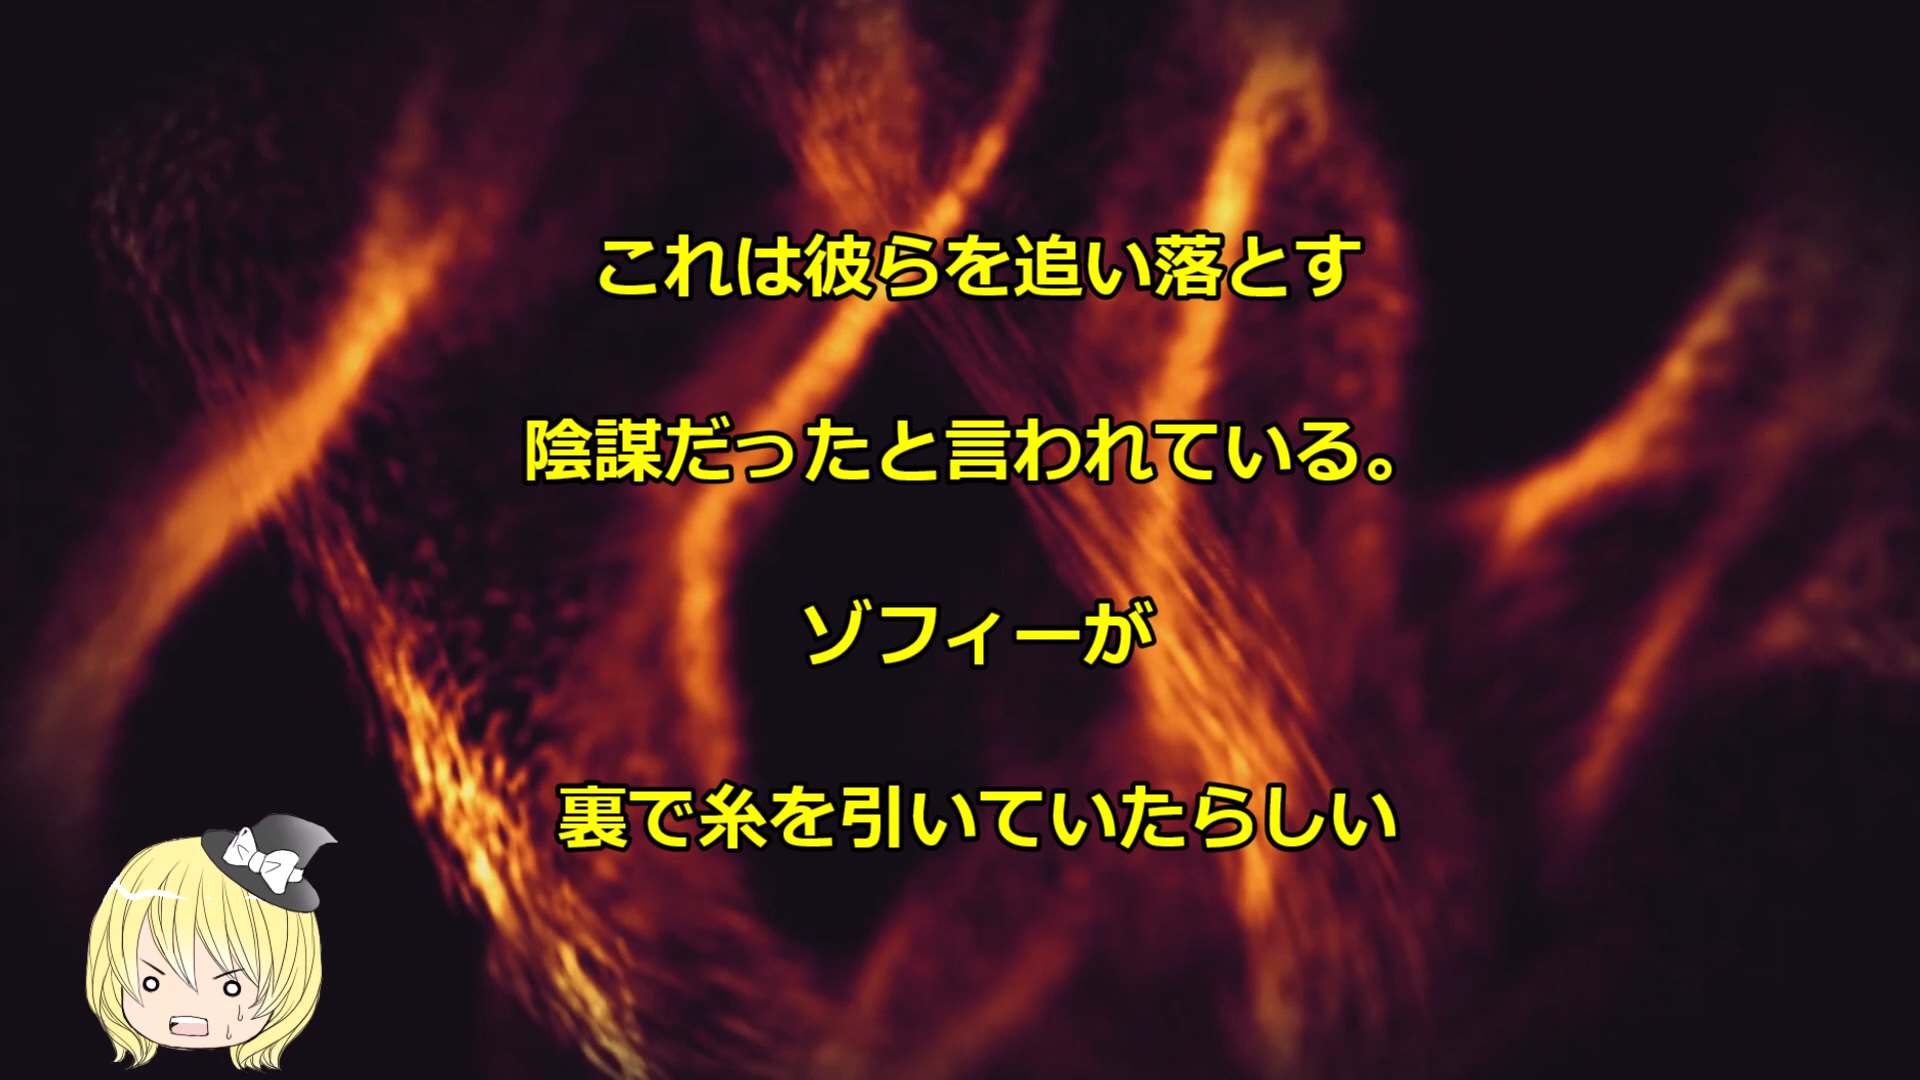 これは彼らを追い落とす
陰謀だったと言われている。
ゾフィーが
裏で糸を引いていたらしい